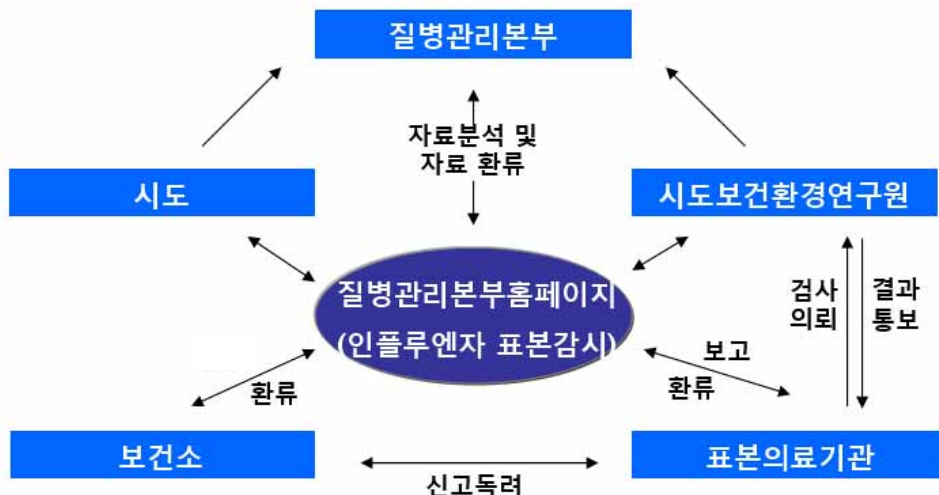 질병관리본부
자료분석 및
자료 환류
시도
시도보건환경연구원
질병관리본부홈페이지
(인플루엔자 표본감시)
검사
의뢰
결과
통보
보고
환류
환류
보건소
표본의료기관
신고독려